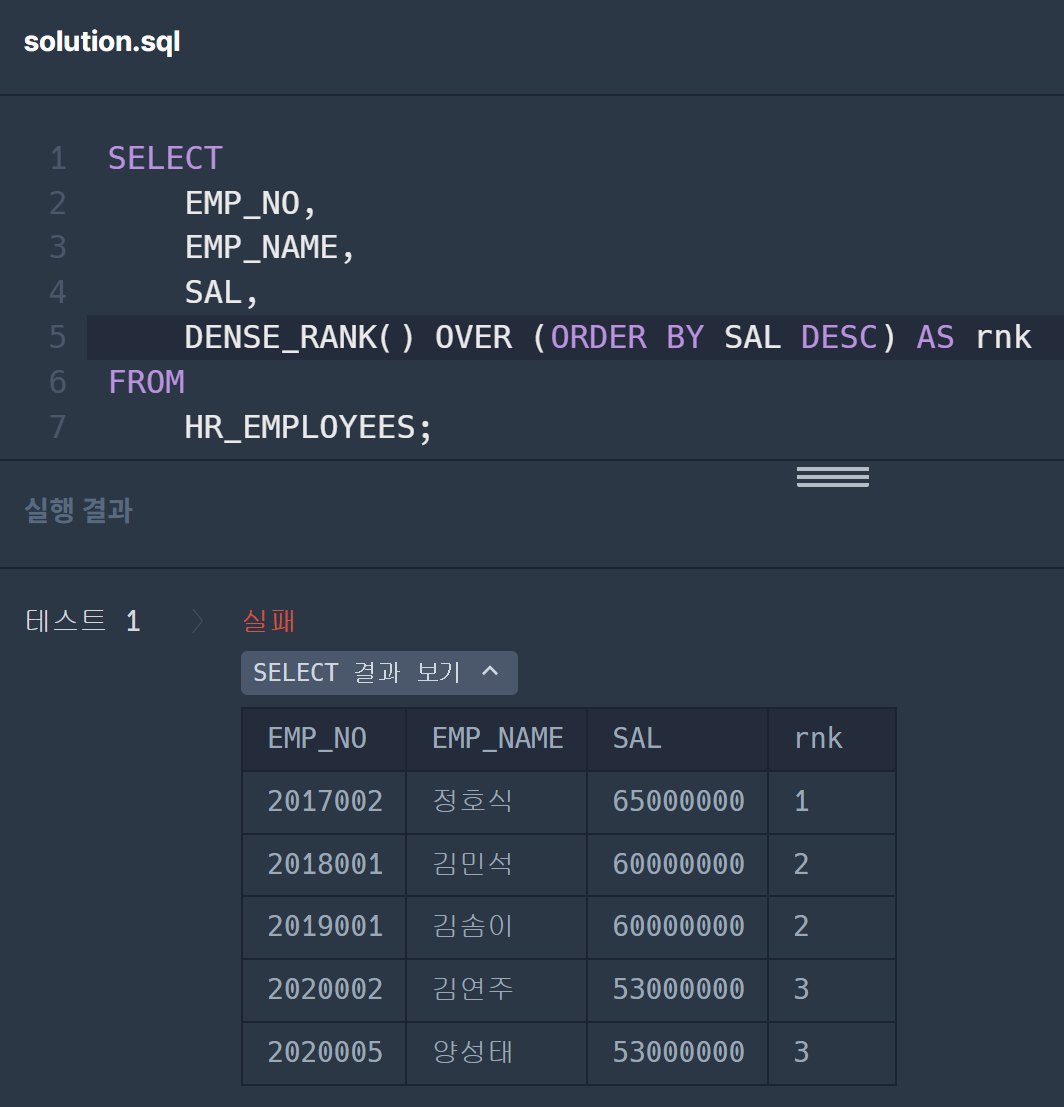 solution.sql
1 SELECT
2 EMP_NO,
3 EMP_NAME,
4 SAL,
5 DENSE_RANK() OVER (ORDER BY SAL DESC) AS rnk
6 FROM
7 HR_EMPLOYEES;
실행 결과
테스트 1 실패
SELECT 결과 보기
EMP_NO EMP_NAME SAL rnk
2017002 정호식 65000000 1
2018001 김민석 60000000 2
2019001 김솜이 60000000 2
2020002 김연주 53000000 3
2020005 양성태 53000000 3